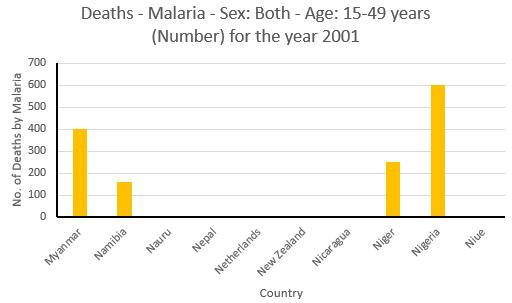 Deaths - Malaria - Sex: Both - Age: 15-49 years
(Number) for the year 2001
No. of Deaths by Malaria
700
600
500
400
300
200
100
0
Myanmar
Namibia
Nauru
Nepal
Netherlands
New Zealand
Nicaragua
Niger
Nigeria
Niue
Country